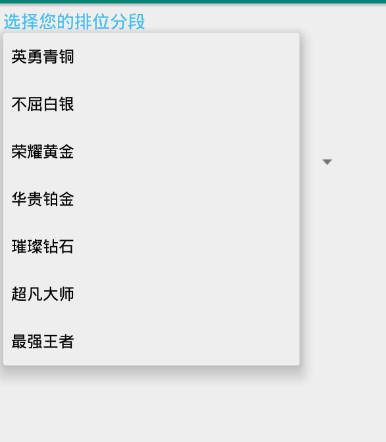 选择您的排位分段
英勇青铜
不屈白银
荣耀黄金
华贵铂金
璀璨钻石
超凡大师
最强王者